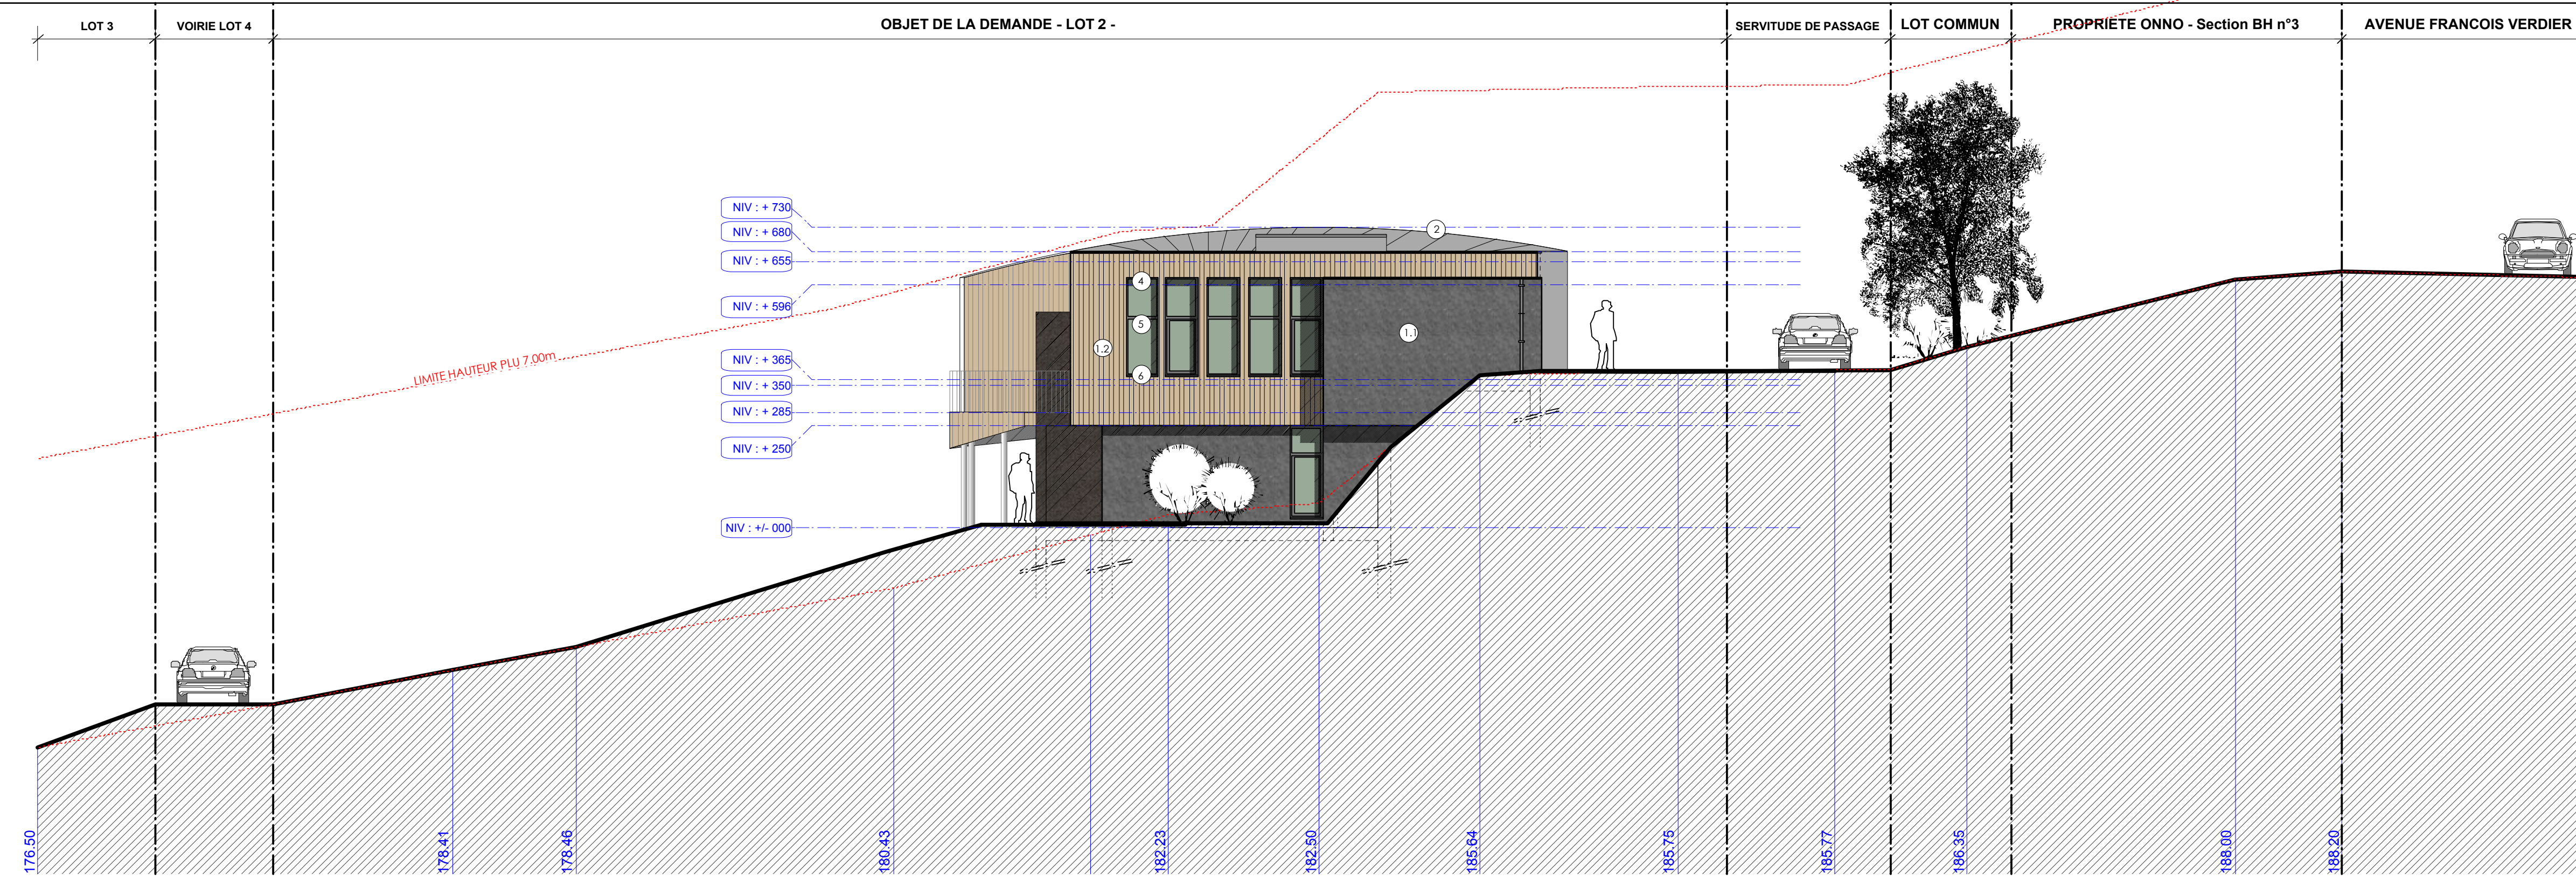 LOT 3
VOIRIE LOT 4
OBJET DE LA DEMANDE - LOT 2 -
SERVITUDE DE PASSAGE
LOT COMMUN
PROPRIETE ONNO - Section BH n°3
AVENUE FRANCOIS VERDIER
NIV : + 730
NIV : + 680
NIV : + 655
NIV : + 596
NIV : + 365
NIV : + 350
NIV : + 285
NIV : + 250
NIV : +/- 000
LIMITE HAUTEUR PLU 7.00m
2
4
5
1.2
1.1
6
176.50
178.41
178.46
180.43
182.23
182.50
185.64
185.75
185.77
186.35
188.00
188.20